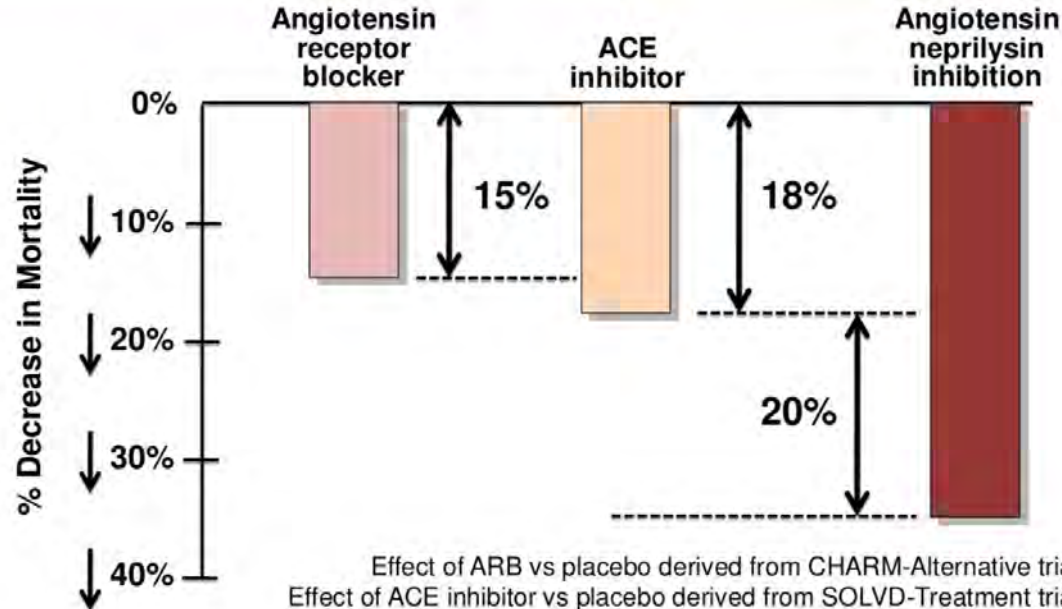 Angiotensin
receptor
blocker
ACE
inhibitor
Angiotensin
neprilysin
inhibition
% Decrease in Mortality
0%
10%
20%
30%
40%
15%
18%
20%
Effect of ARB vs placebo derived from CHARM-Alternative tria
Effect of ACE inhibitor vs placebo derived from SOLVD-Treatment tria